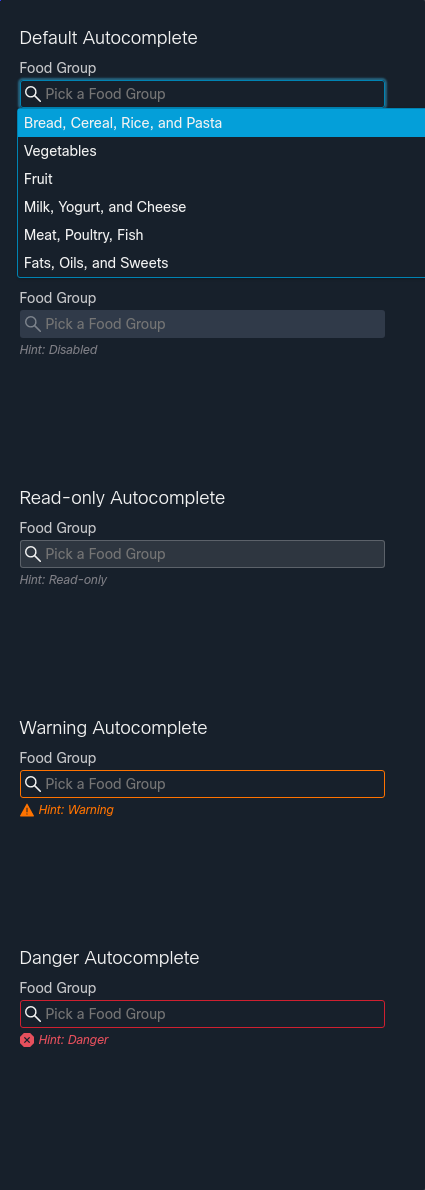 Default Autocomplete
Food Group
Pick a Food Group
Bread, Cereal, Rice, and Pasta
Vegetables
Fruit
Milk, Yogurt, and Cheese
Meat, Poultry, Fish
Fats, Oils, and Sweets
Food Group
Pick a Food Group
Hint: Disabled
Read-only Autocomplete
Food Group
Pick a Food Group
Hint: Read-only
Warning Autocomplete
Food Group
Pick a Food Group
Hint: Warning
Danger Autocomplete
Food Group
Pick a Food Group
Hint: Danger